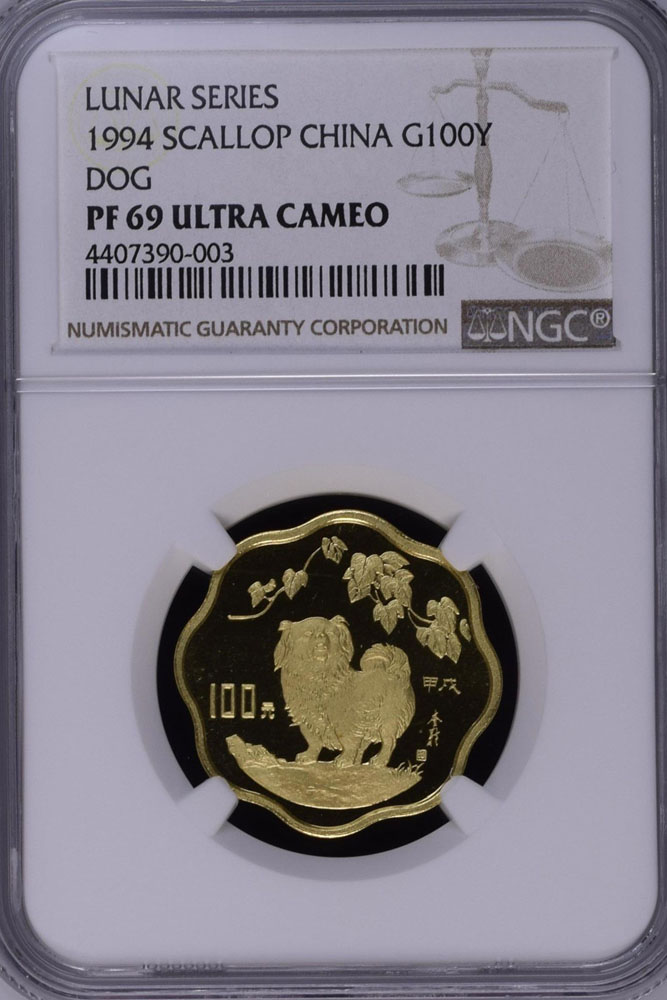 LUNAR SERIES
1994 SCALLOP CHINA G100Y
DOG
PF 69 ULTRA CAMEO
4407390-003
NUMISMATIC GUARANTY CORPORATION
NGC®
100元
甲戌